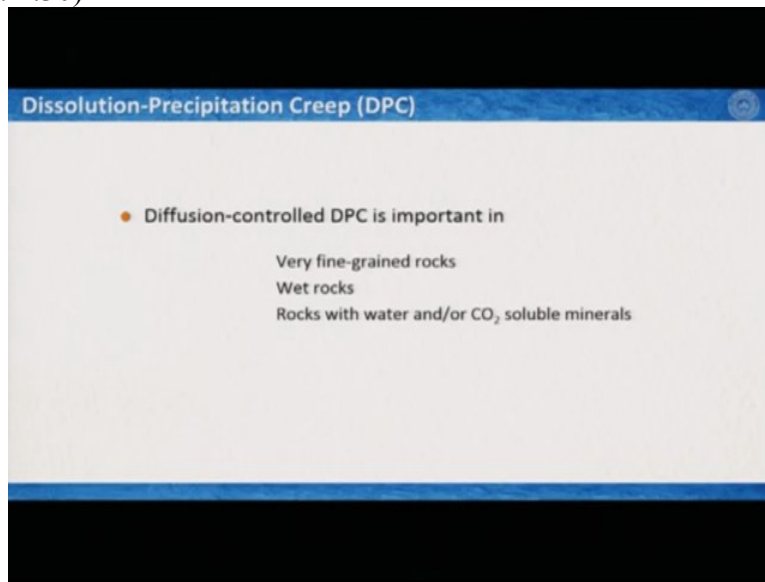 Dissolution-Precipitation Creep (DPC)
• Diffusion-controlled DPC is important in
Very fine-grained rocks
Wet rocks
Rocks with water and/or CO₂ soluble minerals